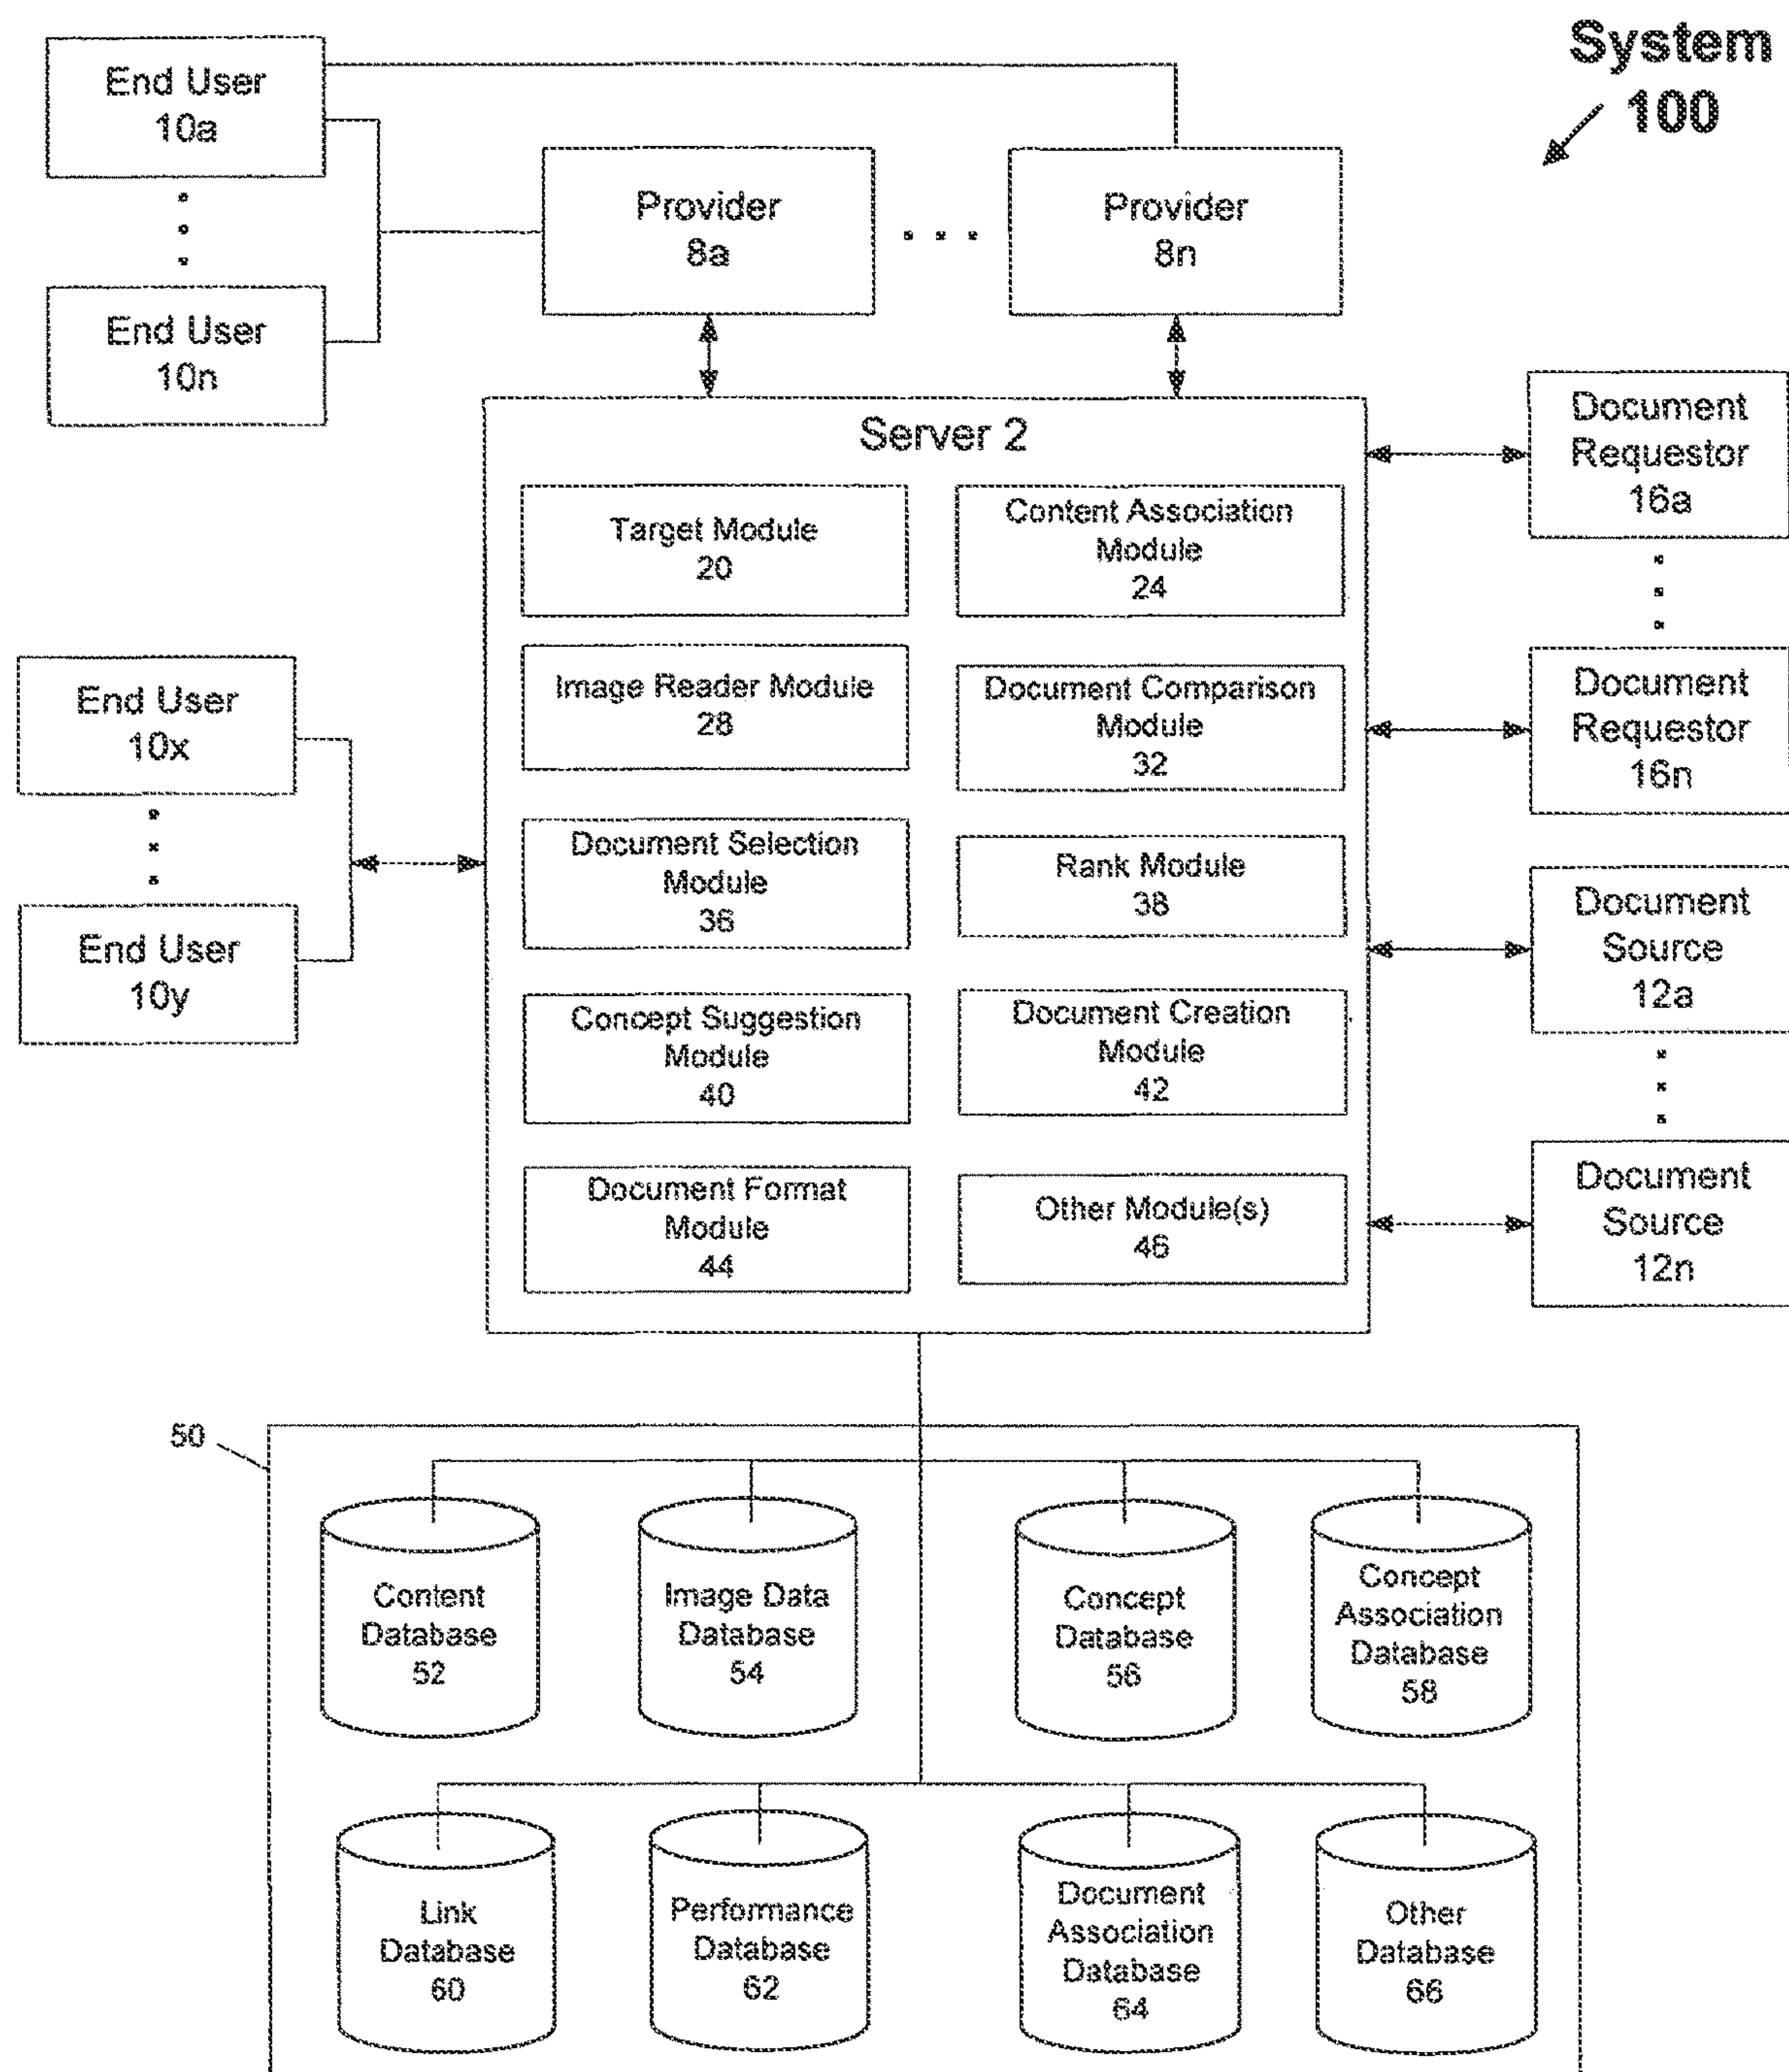 System
100
End User
10a
End User
10n
Provider
8a
Provider
8n
Server 2
Target Module
20
Content Association
Module
24
Image Reader Module
28
Document Comparison
Module
32
Document Selection
Module
36
Rank Module
38
Concept Suggestion
Module
40
Document Creation
Module
42
Document Format
Module
44
Other Module(s)
46
End User
10x
End User
10y
Document
Requestor
16a
Document
Requestor
16n
Document
Source
12a
Document
Source
12n
50
Content
Database
52
Image Data
Database
54
Concept
Database
56
Concept
Association
Database
58
Link
Database
60
Performance
Database
62
Document
Association
Database
64
Other
Database
66